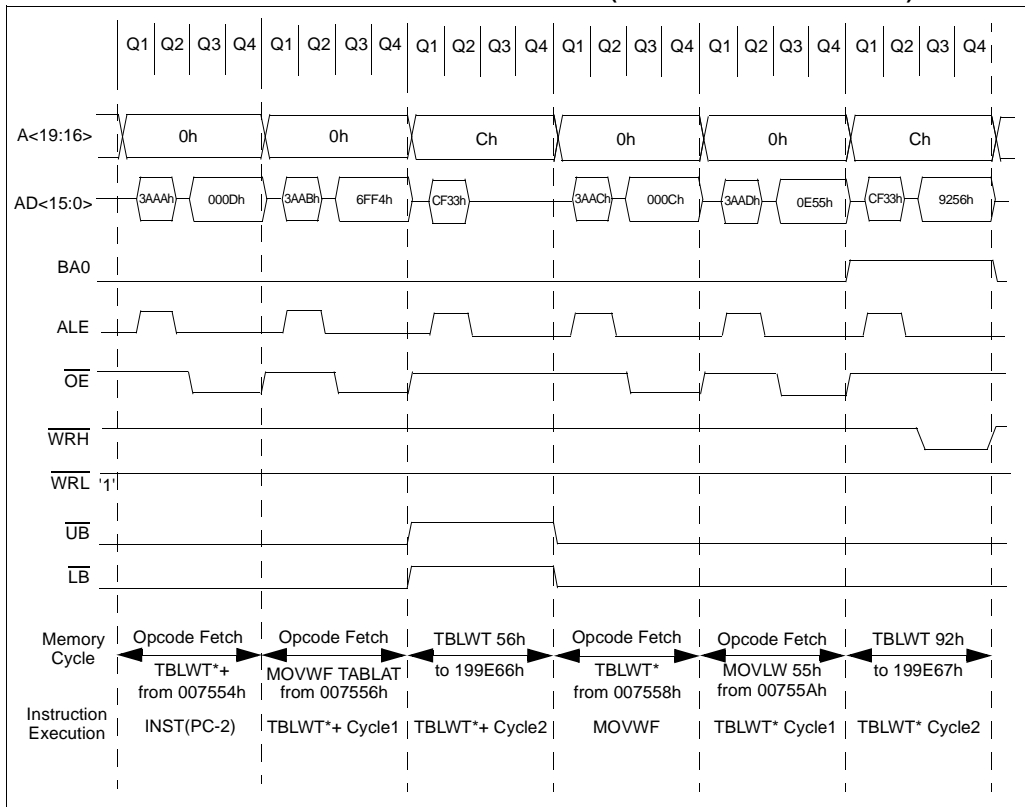 Q1 Q2 Q3 Q4 Q1 Q2 Q3 Q4 Q1 Q2 Q3 Q4 Q1 Q2 Q3 Q4 Q1 Q2 Q3 Q4 Q1 Q2 Q3 Q4
A<19:16> 0h 0h Ch 0h 0h Ch
AD<15:0> 3AAAh 000Dh 3AABh 6FF4h CF33h 3AACh 000Ch 3AADh 0E55h CF33h 9256h
BA0
ALE
OE
WRH
WRL '1'
UB
LB
Memory Cycle
Opcode Fetch
TBLWT*+
from 007554h
Opcode Fetch
MOVWF TABLAT
from 007556h
TBLWT 56h
to 199E66h
Opcode Fetch
TBLWT*
from 007558h
Opcode Fetch
MOVLW 55h
from 00755Ah
TBLWT 92h
to 199E67h
Instruction Execution
INST(PC-2) TBLWT*+ Cycle1 TBLWT*+ Cycle2 MOVWF TBLWT* Cycle1 TBLWT* Cycle2